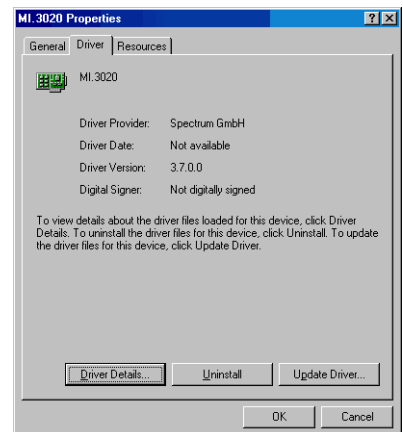 MI.3020 Properties
General Driver Resources
MI.3020
Driver Provider: Spectrum GmbH
Driver Date: Not available
Driver Version: 3.7.0.0
Digital Signer: Not digitally signed
To view details about the driver files loaded for this device, click Driver
Details. To uninstall the driver files for this device, click Uninstall. To update
the driver files for this device, click Update Driver.
Driver Details... Uninstall Update Driver...
OK Cancel